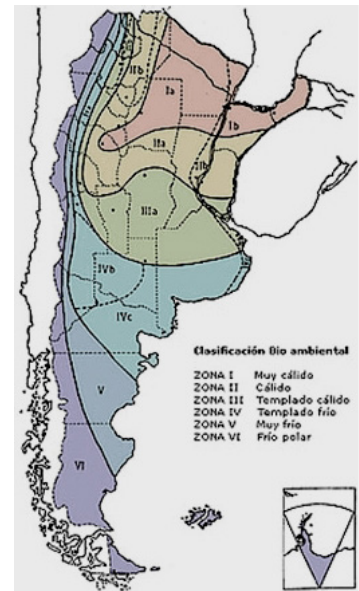 IIb
Ia
Ib
IIa
IIb
IIIa
IVb
IVc
V
VI
Clasificación Bio ambiental
ZONA I Muy cálido
ZONA II Cálido
ZONA III Templado cálido
ZONA IV Templado frío
ZONA V Muy frío
ZONA VI Frío polar